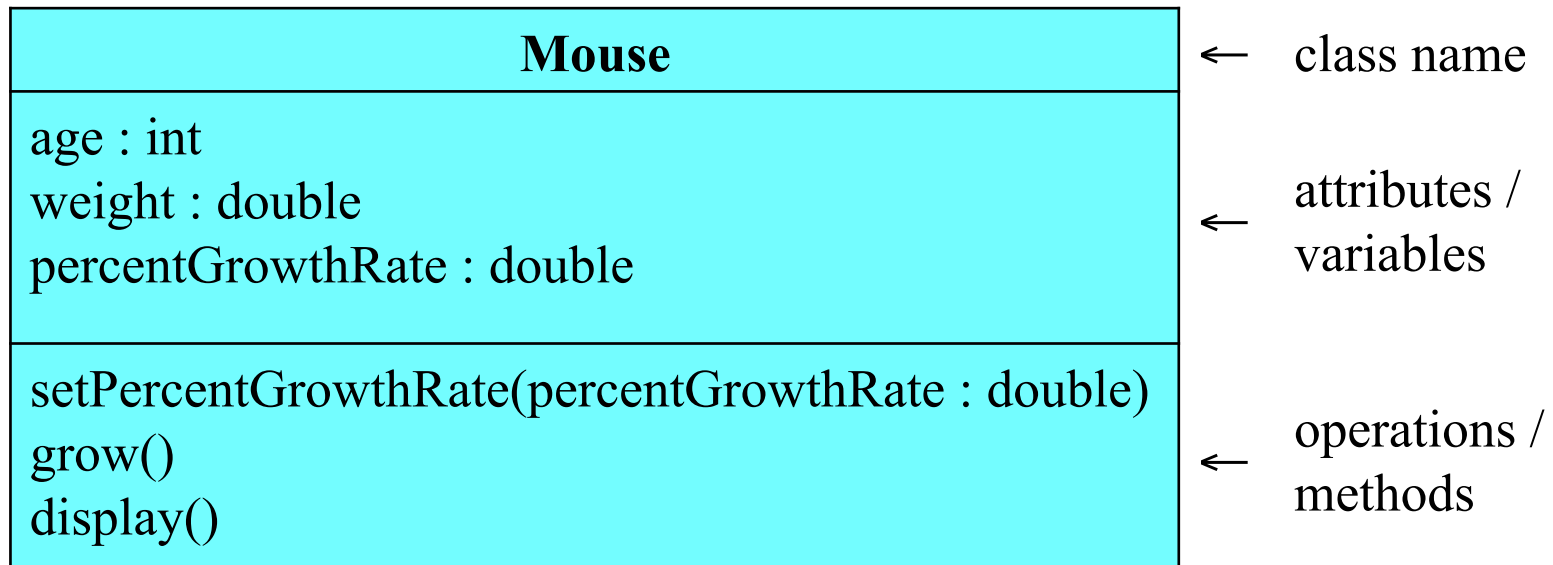 Mouse
← class name
age : int
weight : double
percentGrowthRate : double
← attributes /
variables
setPercentGrowthRate(percentGrowthRate : double)
grow()
display()
← operations /
methods